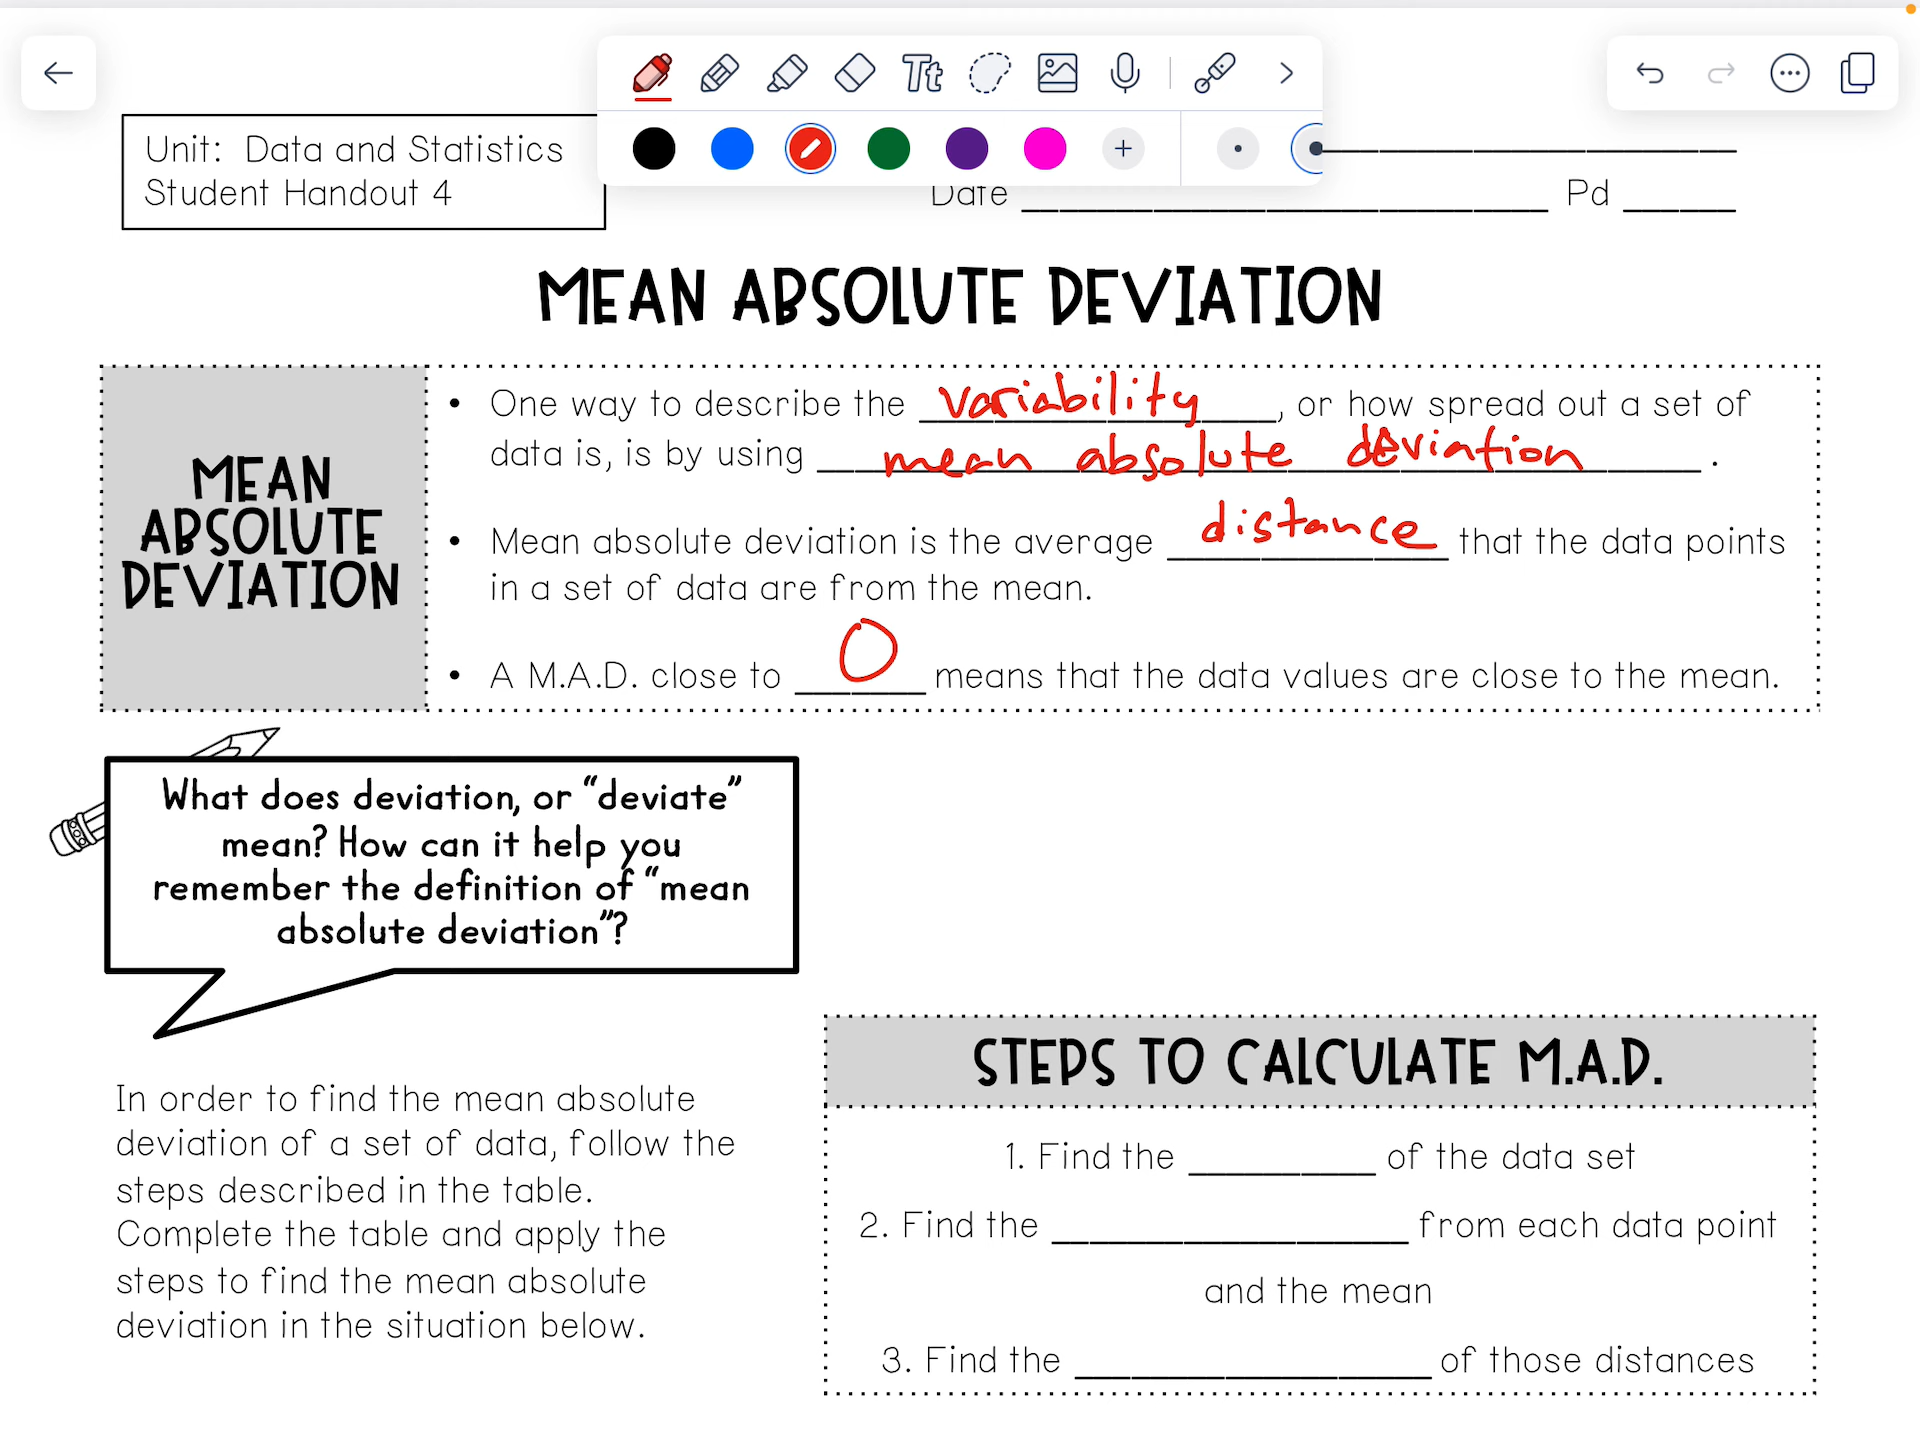 Tt
Unit: Data and Statistics
Student Handout 4
Date ____________ Pd ____
MEAN ABSOLUTE DEVIATION
MEAN
ABSOLUTE
DEVIATION
• One way to describe the variability, or how spread out a set of
data is, is by using mean absolute deviation.
• Mean absolute deviation is the average distance that the data points
in a set of data are from the mean.
• A M.A.D. close to 0 means that the data values are close to the mean.
What does deviation, or "deviate"
mean? How can it help you
remember the definition of "mean
absolute deviation"?
In order to find the mean absolute
deviation of a set of data, follow the
steps described in the table.
Complete the table and apply the
steps to find the mean absolute
deviation in the situation below.
STEPS TO CALCULATE M.A.D.
1. Find the __________ of the data set
2. Find the ___________________ from each data point
and the mean
3. Find the ___________________ of those distances